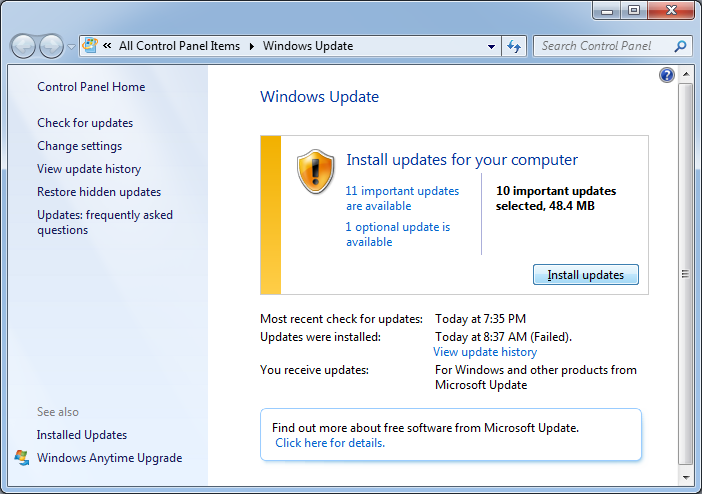 All Control Panel Items
Windows Update
Search Control Panel
Control Panel Home
Check for updates
Change settings
View update history
Restore hidden updates
Updates: frequently asked
questions
See also
Installed Updates
Windows Anytime Upgrade
Windows Update
Install updates for your computer
11 important updates
are available
1 optional update is
available
10 important updates
selected, 48.4 MB
Install updates
Most recent check for updates: Today at 7:35 PM
Updates were installed: Today at 8:37 AM (Failed).
View update history
You receive updates: For Windows and other products from
Microsoft Update
Find out more about free software from Microsoft Update.
Click here for details.